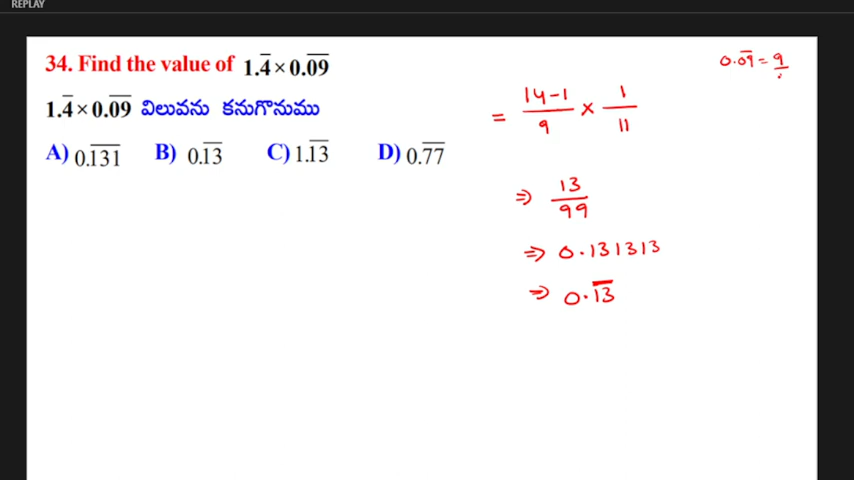 REPLAY
34. Find the value of 1.4̅ × 0.0̅9̅
1.4̅ × 0.0̅9̅ విలువను కనుగొనుము
A) 0.1̅3̅1̅ B) 0.1̅3̅ C) 1.1̅3̅ D) 0.7̅7̅
0.0̅9̅ = 9/
= 14-1/9 × 1/11
⇒ 13/99
⇒ 0.131313
⇒ 0.1̅3̅